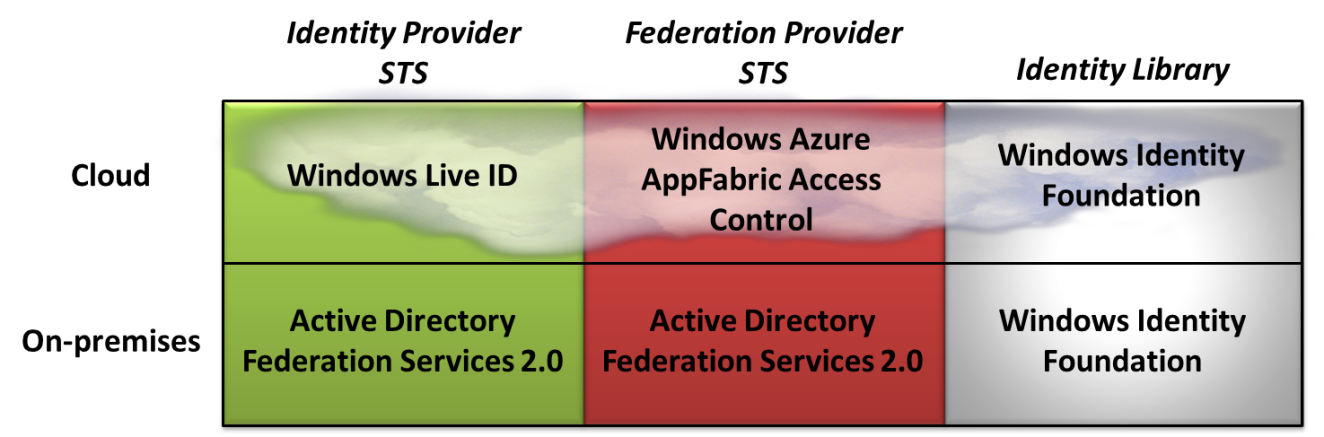 Identity Provider
STS
Federation Provider
STS
Identity Library
Cloud
Windows Live ID
Windows Azure
AppFabric Access
Control
Windows Identity
Foundation
On-premises
Active Directory
Federation Services 2.0
Active Directory
Federation Services 2.0
Windows Identity
Foundation